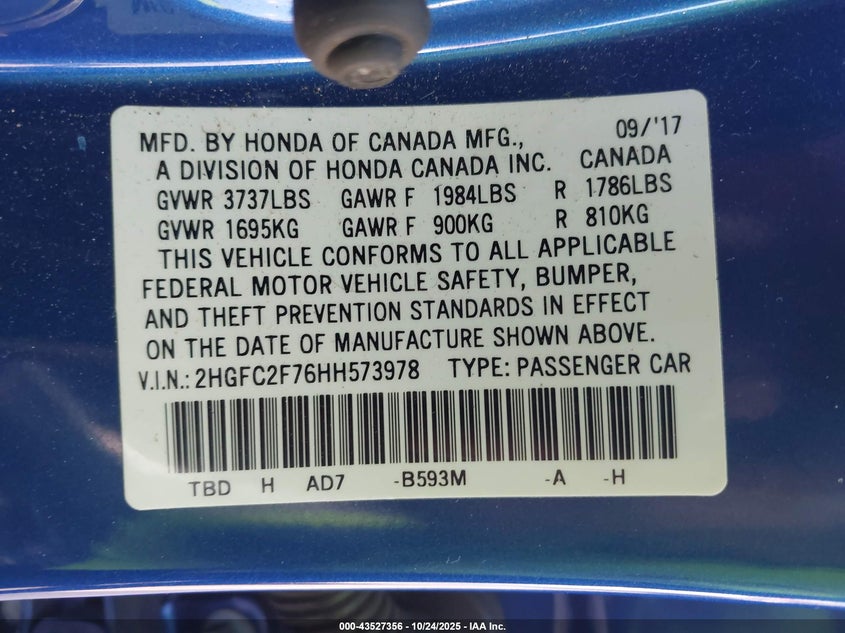 MFD. BY HONDA OF CANADA MFG., 09/'17
A DIVISION OF HONDA CANADA INC. CANADA
GVWR 3737LBS GAWR F 1984LBS R 1786LBS
GVWR 1695KG GAWR F 900KG R 810KG
THIS VEHICLE CONFORMS TO ALL APPLICABLE
FEDERAL MOTOR VEHICLE SAFETY, BUMPER,
AND THEFT PREVENTION STANDARDS IN EFFECT
ON THE DATE OF MANUFACTURE SHOWN ABOVE.
V.I.N.: 2HGFC2F76HH573978 TYPE: PASSENGER CAR
TBD H AD7 -B593M -A -H
000-43527356 • 10/24/2025 - IAA Inc.